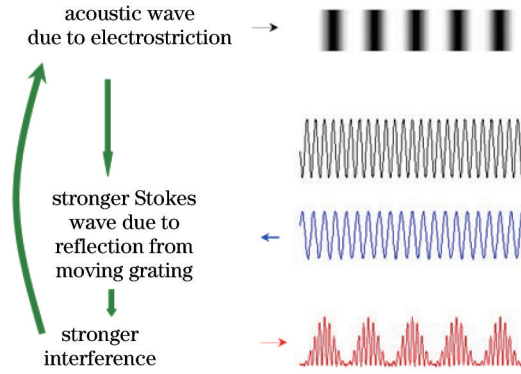 acoustic wave
due to electrostriction
stronger Stokes
wave due to
reflection from
moving grating
stronger
interference